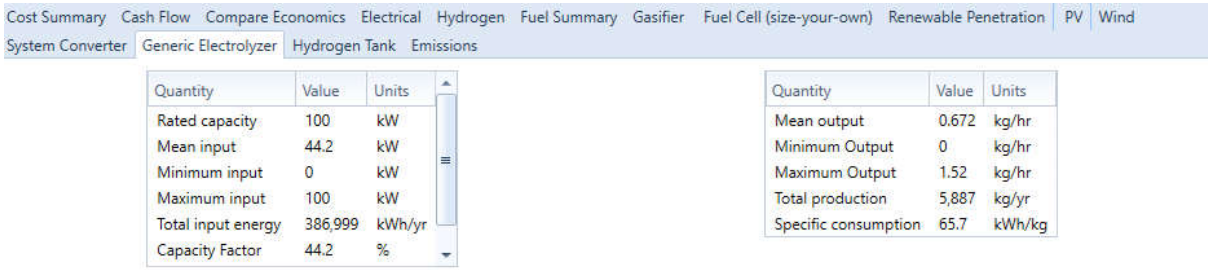 Cost Summary Cash Flow Compare Economics Electrical Hydrogen Fuel Summary Gasifier Fuel Cell (size-your-own) Renewable Penetration PV Wind
System Converter Generic Electrolyzer Hydrogen Tank Emissions
Quantity Value Units
Rated capacity 100 kW
Mean input 44.2 kW
Minimum input 0 kW
Maximum input 100 kW
Total input energy 386,999 kWh/yr
Capacity Factor 44.2 %
Quantity Value Units
Mean output 0.672 kg/hr
Minimum Output 0 kg/hr
Maximum Output 1.52 kg/hr
Total production 5,887 kg/yr
Specific consumption 65.7 kWh/kg